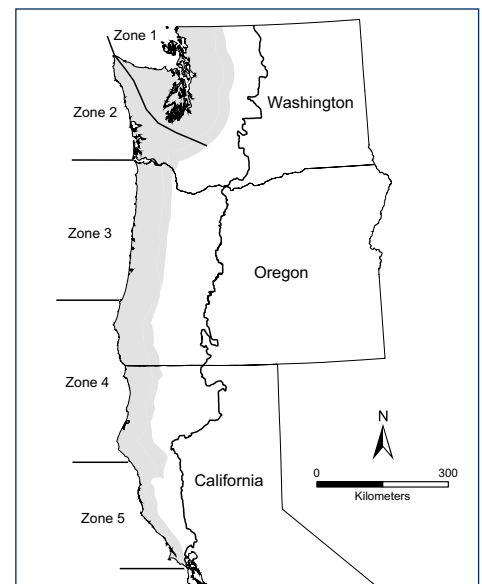 Zone 1
Washington
Zone 2
Zone 3
Oregon
Zone 4
N
0 300
Kilometers
California
Zone 5